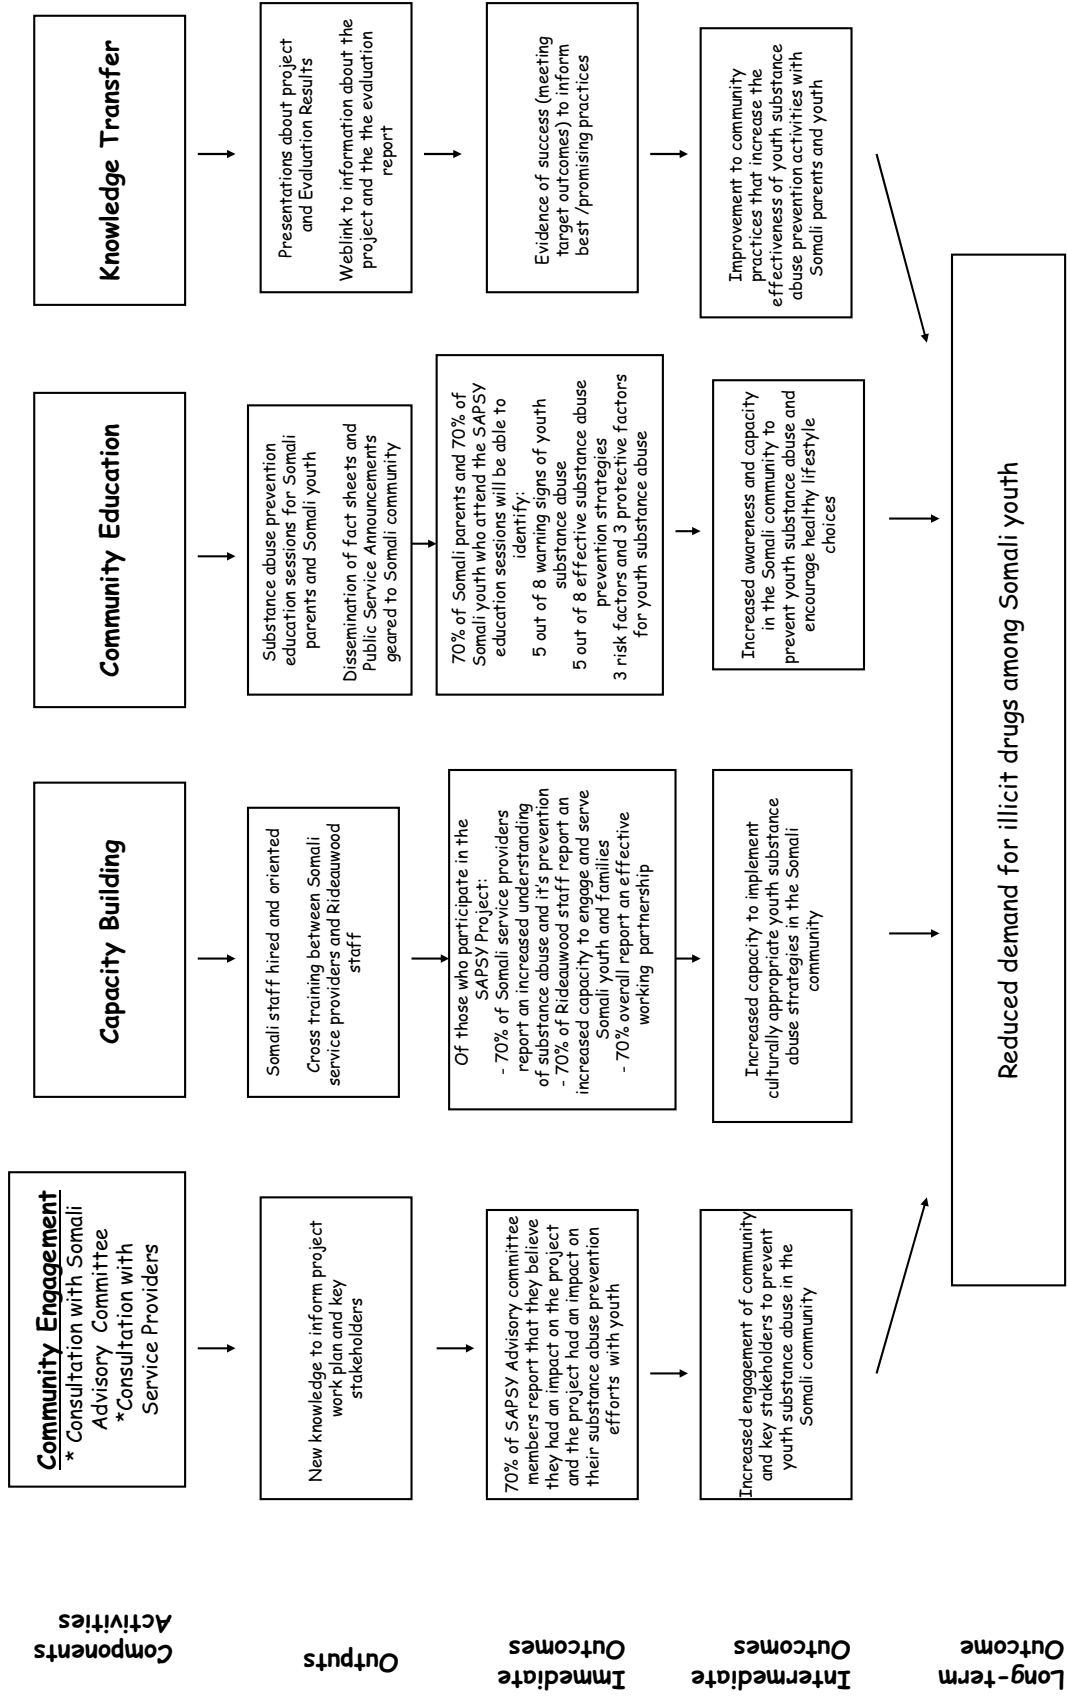 Components
Activities
Community Engagement
* Consultation with Somali
Advisory Committee
*Consultation with
Service Providers
Capacity Building
Community Education
Knowledge Transfer
Outputs
New knowledge to inform project
work plan and key
stakeholders
Somali staff hired and oriented
Cross training between Somali
service providers and Rideauwood
staff
Substance abuse prevention
education sessions for Somali
parents and Somali youth
Dissemination of fact sheets and
Public Service Announcements
geared to Somali community
Presentations about project
and Evaluation Results
Weblink to information about the
project and the the evaluation
report
Immediate
Outcomes
70% of SAPSY Advisory committee
members report that they believe
they had an impact on the project
and the project had an impact on
their substance abuse prevention
efforts with youth
Of those who participate in the
SAPSY Project:
- 70% of Somali service providers
report an increased understanding
of substance abuse and it's prevention
- 70% of Rideauwood staff report an
increased capacity to engage and serve
Somali youth and families
- 70% overall report an effective
working partnership
70% of Somali parents and 70% of
Somali youth who attend the SAPSY
education sessions will be able to
identify:
5 out of 8 warning signs of youth
substance abuse
5 out of 8 effective substance abuse
prevention strategies
3 risk factors and 3 protective factors
for youth substance abuse
Evidence of success (meeting
target outcomes) to inform
best /promising practices
Intermediate
Outcomes
Increased engagement of community
and key stakeholders to prevent
youth substance abuse in the
Somali community
Increased capacity to implement
culturally appropriate youth substance
abuse strategies in the Somali
community
Increased awareness and capacity
in the Somali community to
prevent youth substance abuse and
encourage healthy lifestyle
choices
Improvement to community
practices that increase the
effectiveness of youth substance
abuse prevention activities with
Somali parents and youth
Long-term
Outcome
Reduced demand for illicit drugs among Somali youth